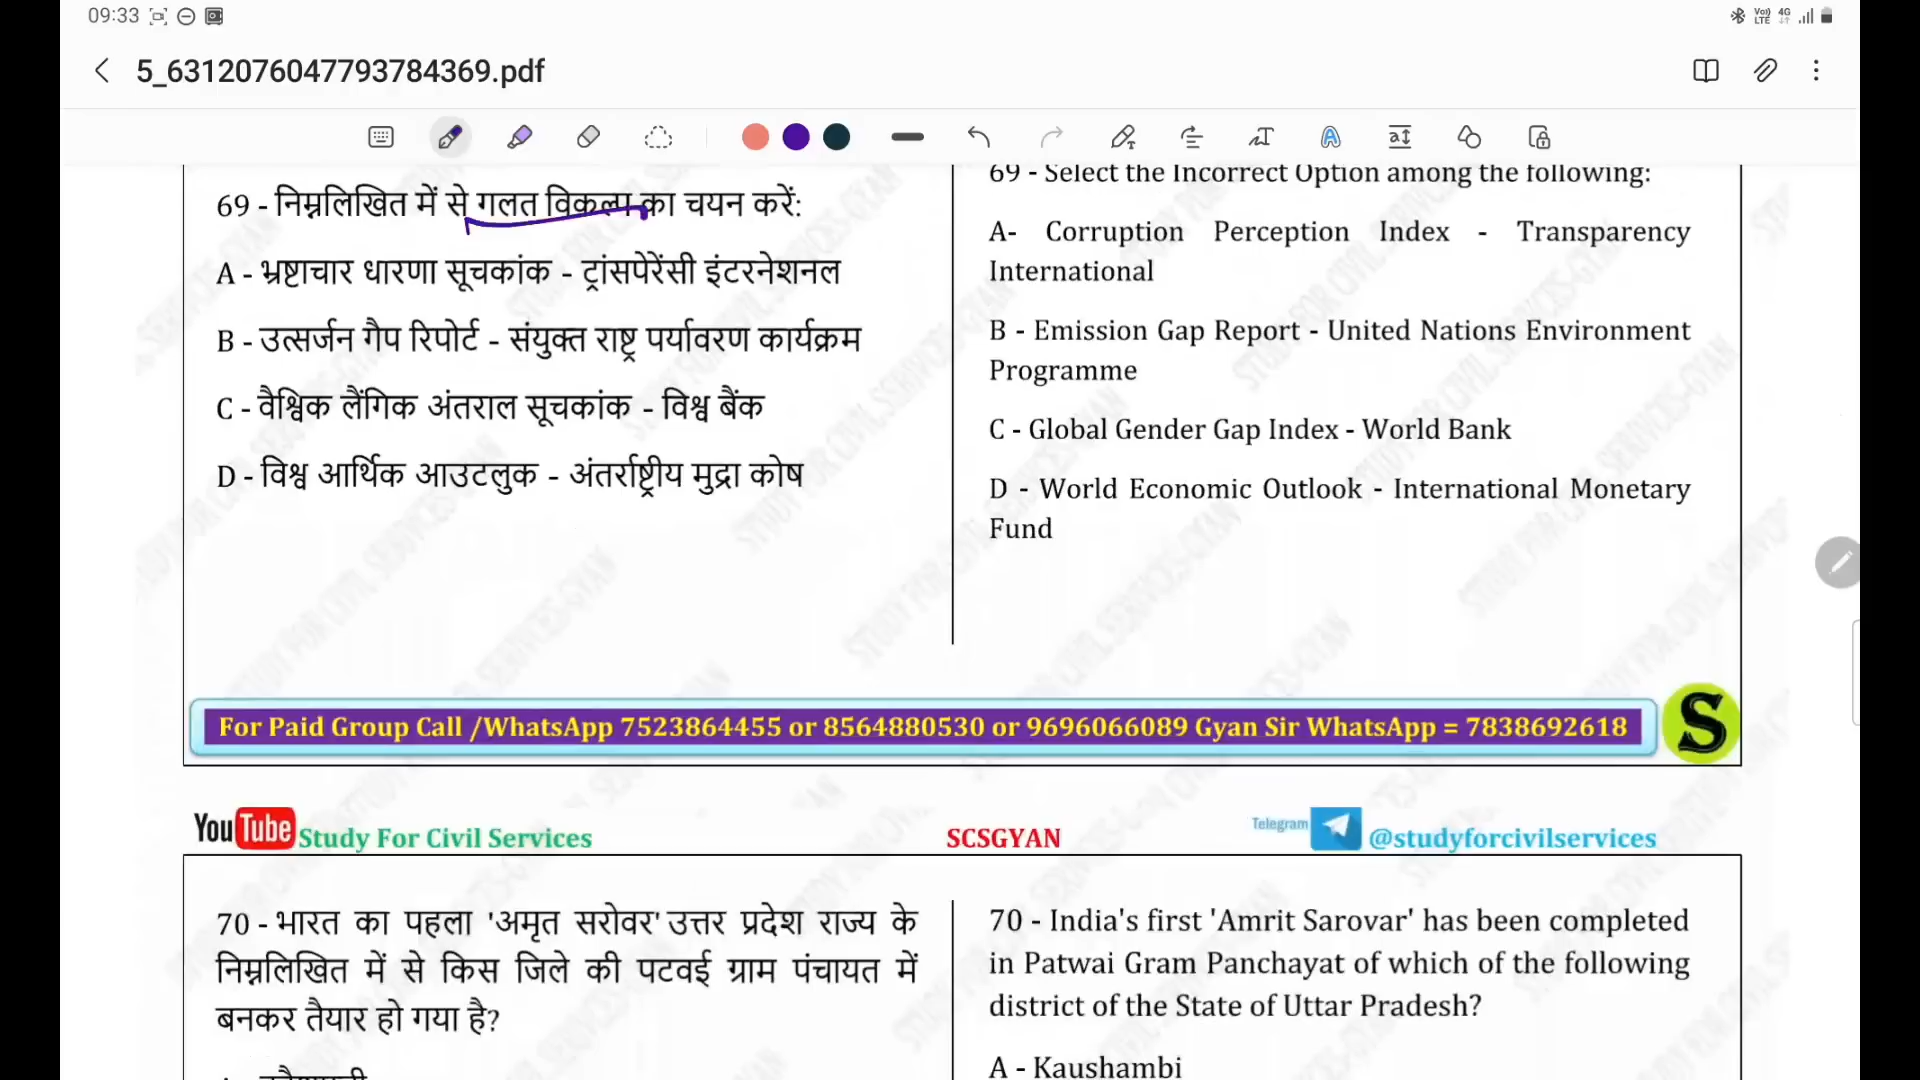 09:33
Vo)) LTE 4G
5_6312076047793784369.pdf
69 - निम्नलिखित में से गलत विकल्प का चयन करें:
A - भ्रष्टाचार धारणा सूचकांक - ट्रांसपेरेंसी इंटरनेशनल
B - उत्सर्जन गैप रिपोर्ट - संयुक्त राष्ट्र पर्यावरण कार्यक्रम
C - वैश्विक लैंगिक अंतराल सूचकांक - विश्व बैंक
D - विश्व आर्थिक आउटलुक - अंतर्राष्ट्रीय मुद्रा कोष
69 - Select the Incorrect Option among the following:
A- Corruption Perception Index - Transparency
International
B - Emission Gap Report - United Nations Environment
Programme
C - Global Gender Gap Index - World Bank
D - World Economic Outlook - International Monetary
Fund
For Paid Group Call /WhatsApp 7523864455 or 8564880530 or 9696066089 Gyan Sir WhatsApp = 7838692618
S
YouTube Study For Civil Services
SCSGYAN
Telegram @studyforcivilservices
70 - भारत का पहला 'अमृत सरोवर' उत्तर प्रदेश राज्य के
निम्नलिखित में से किस जिले की पटवई ग्राम पंचायत में
बनकर तैयार हो गया है?
70 - India's first 'Amrit Sarovar' has been completed
in Patwai Gram Panchayat of which of the following
district of the State of Uttar Pradesh?
A - Kaushambi